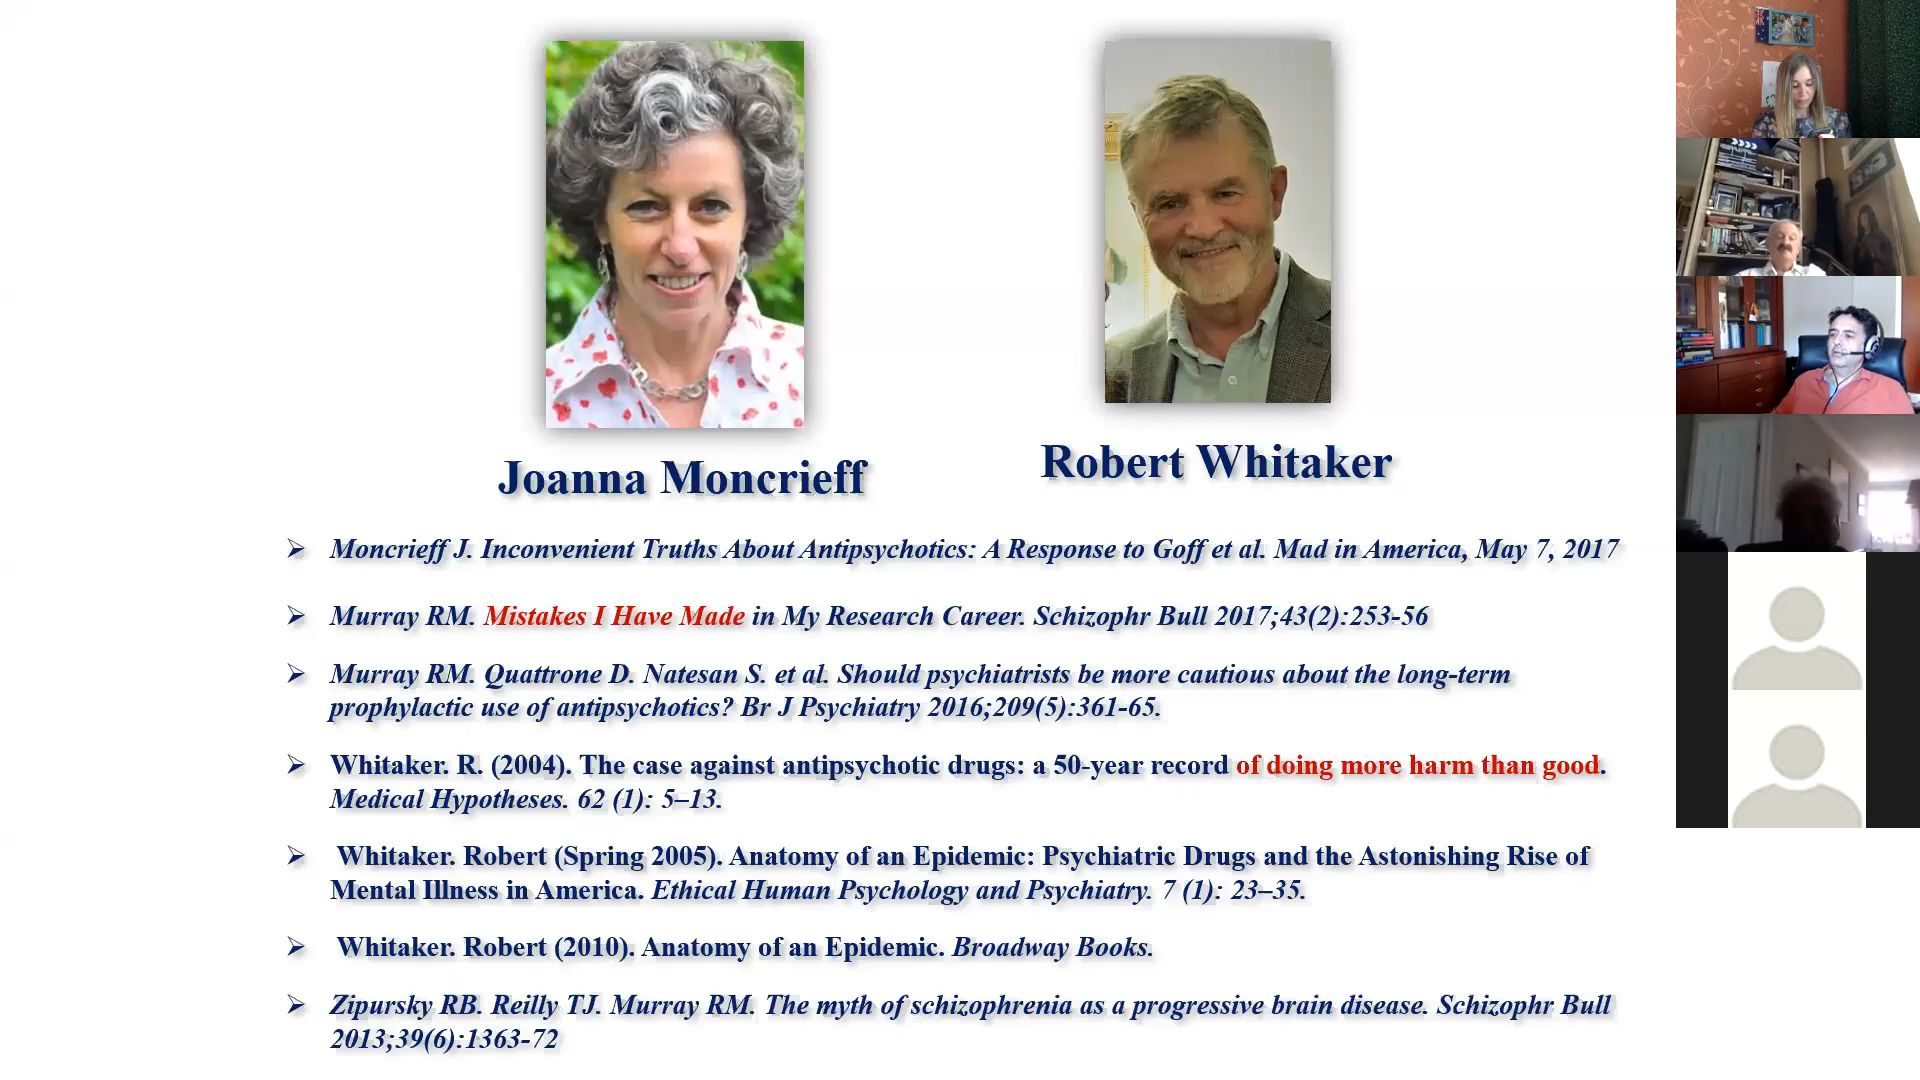 Joanna Moncrieff
Robert Whitaker
Moncrieff J. Inconvenient Truths About Antipsychotics: A Response to Goff et al. Mad in America, May 7, 2017
Murray RM. Mistakes I Have Made in My Research Career. Schizophr Bull 2017;43(2):253-56
Murray RM. Quattrone D. Natesan S. et al. Should psychiatrists be more cautious about the long-term
prophylactic use of antipsychotics? Br J Psychiatry 2016;209(5):361-65.
Whitaker. R. (2004). The case against antipsychotic drugs: a 50-year record of doing more harm than good.
Medical Hypotheses. 62 (1): 5–13.
Whitaker. Robert (Spring 2005). Anatomy of an Epidemic: Psychiatric Drugs and the Astonishing Rise of
Mental Illness in America. Ethical Human Psychology and Psychiatry. 7 (1): 23–35.
Whitaker. Robert (2010). Anatomy of an Epidemic. Broadway Books.
Zipursky RB. Reilly TJ. Murray RM. The myth of schizophrenia as a progressive brain disease. Schizophr Bull
2013;39(6):1363-72